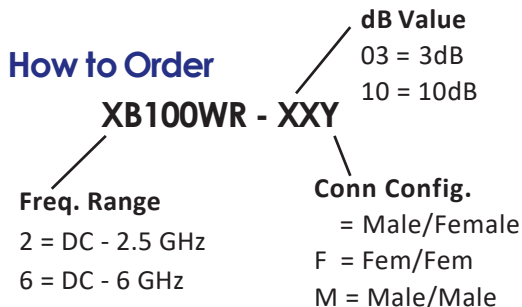 How to Order
XB100WR - XXY
dB Value
03 = 3dB
10 = 10dB
Freq. Range
2 = DC - 2.5 GHz
6 = DC - 6 GHz
Conn Config.
= Male/Female
F = Fem/Fem
M = Male/Male